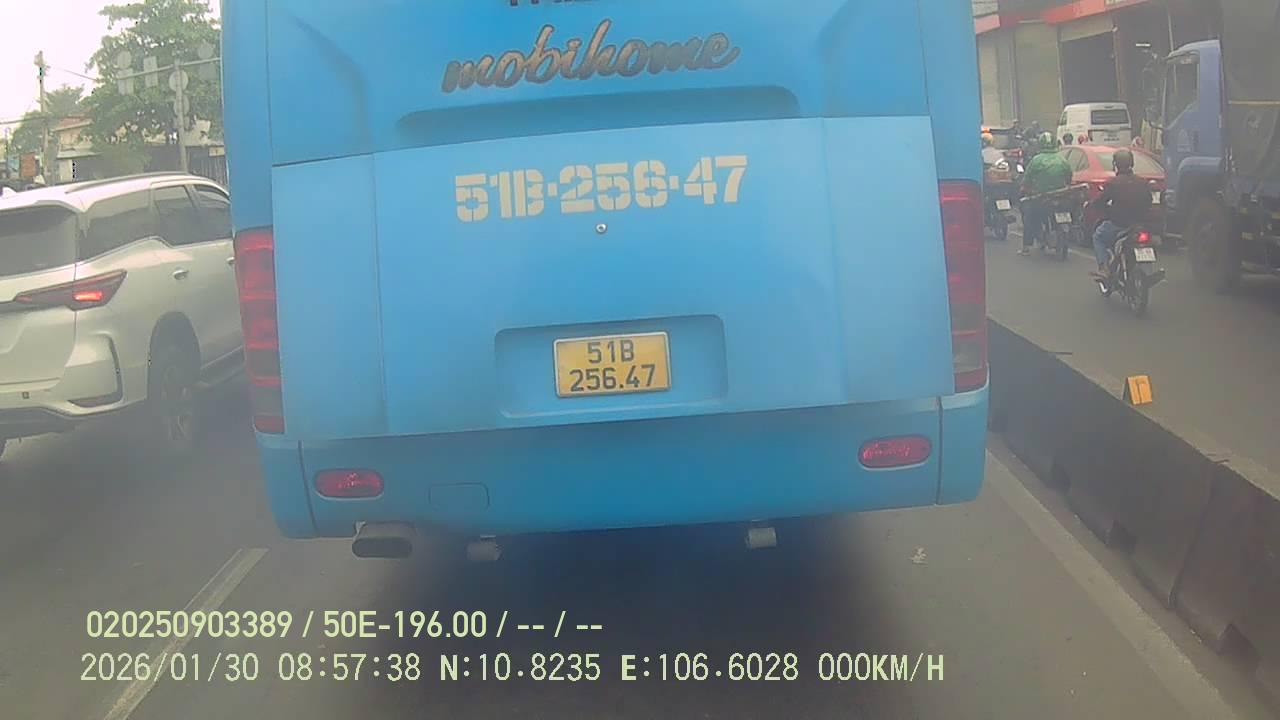 mobihome
51B·256·47
51B
256.47
020250903389 / 50E-196.00 / -- / --
2026/01/30 08:57:38 N:10.8235 E:106.6028 000KM/H